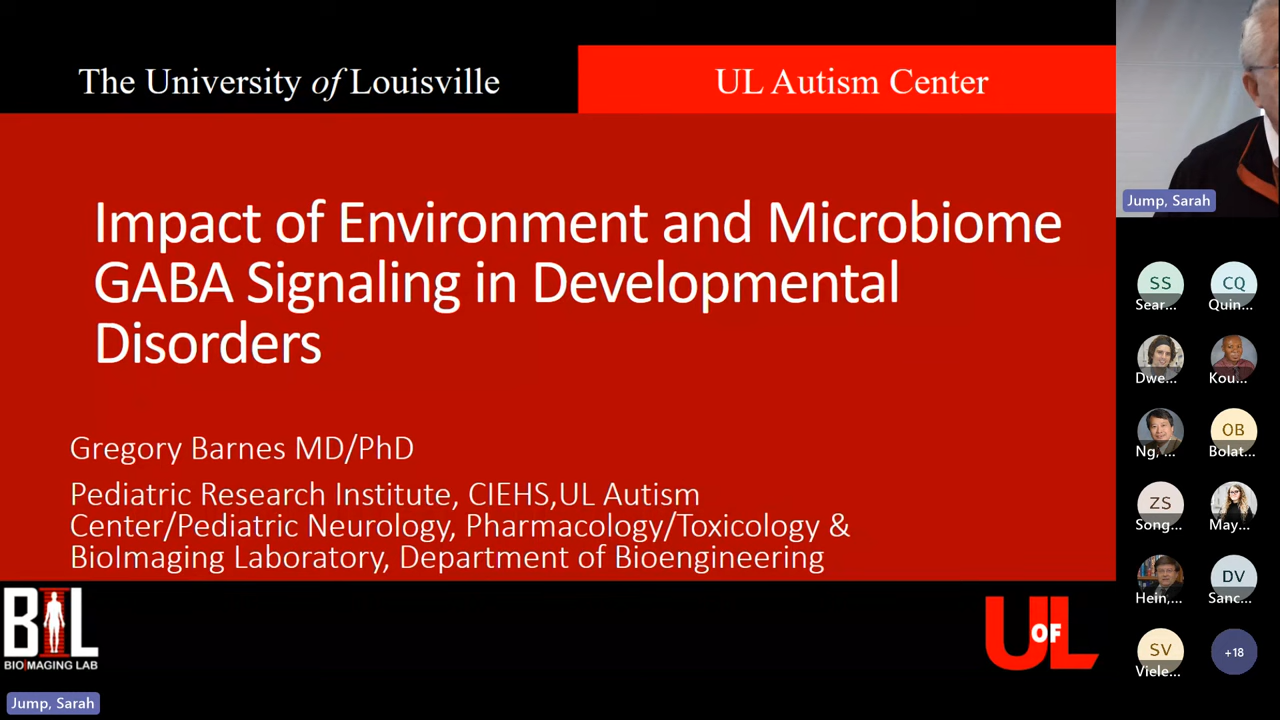 The University of Louisville
UL Autism Center
Impact of Environment and Microbiome
GABA Signaling in Developmental
Disorders
Gregory Barnes MD/PhD
Pediatric Research Institute, CIEHS,UL Autism
Center/Pediatric Neurology, Pharmacology/Toxicology &
BioImaging Laboratory, Department of Bioengineering
BIL
BIOIMAGING LAB
UOFL
Jump, Sarah
Jump, Sarah
SS
CQ
Sear...
Quin...
Dwe...
Kou...
OB
Ng, ...
Bolat...
ZS
Song...
May...
DV
Hein,...
Sanc...
SV
+18
Viele...